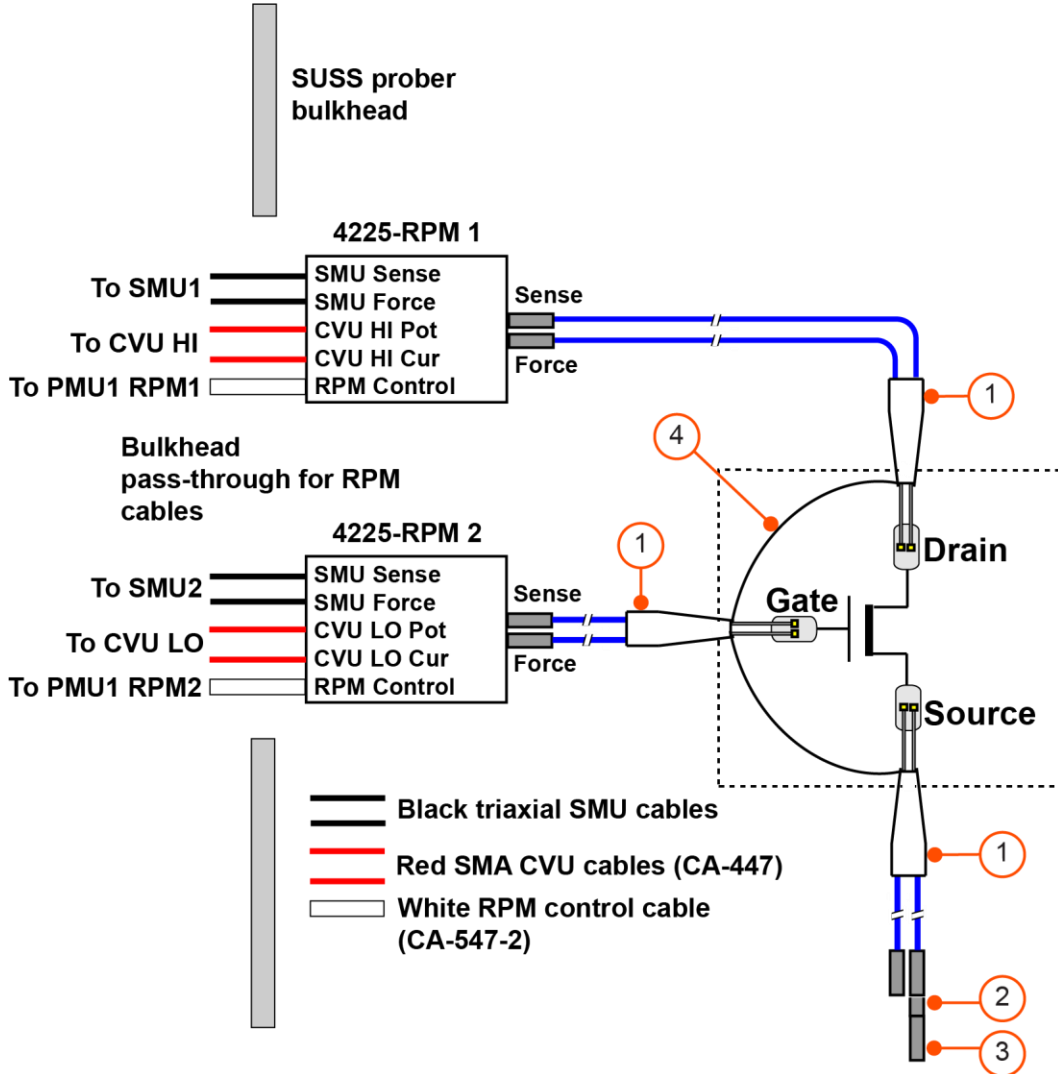 SUSS prober
bulkhead
4225-RPM 1
To SMU1
SMU Sense
SMU Force
To CVU HI
CVU HI Pot
CVU HI Cur
To PMU1 RPM1
RPM Control
Sense
Force
1
Bulkhead
pass-through for RPM
cables
4
4225-RPM 2
1
To SMU2
SMU Sense
SMU Force
To CVU LO
CVU LO Pot
CVU LO Cur
To PMU1 RPM2
RPM Control
Sense
Force
Drain
Gate
Source
Black triaxial SMU cables
Red SMA CVU cables (CA-447)
White RPM control cable
(CA-547-2)
1
2
3